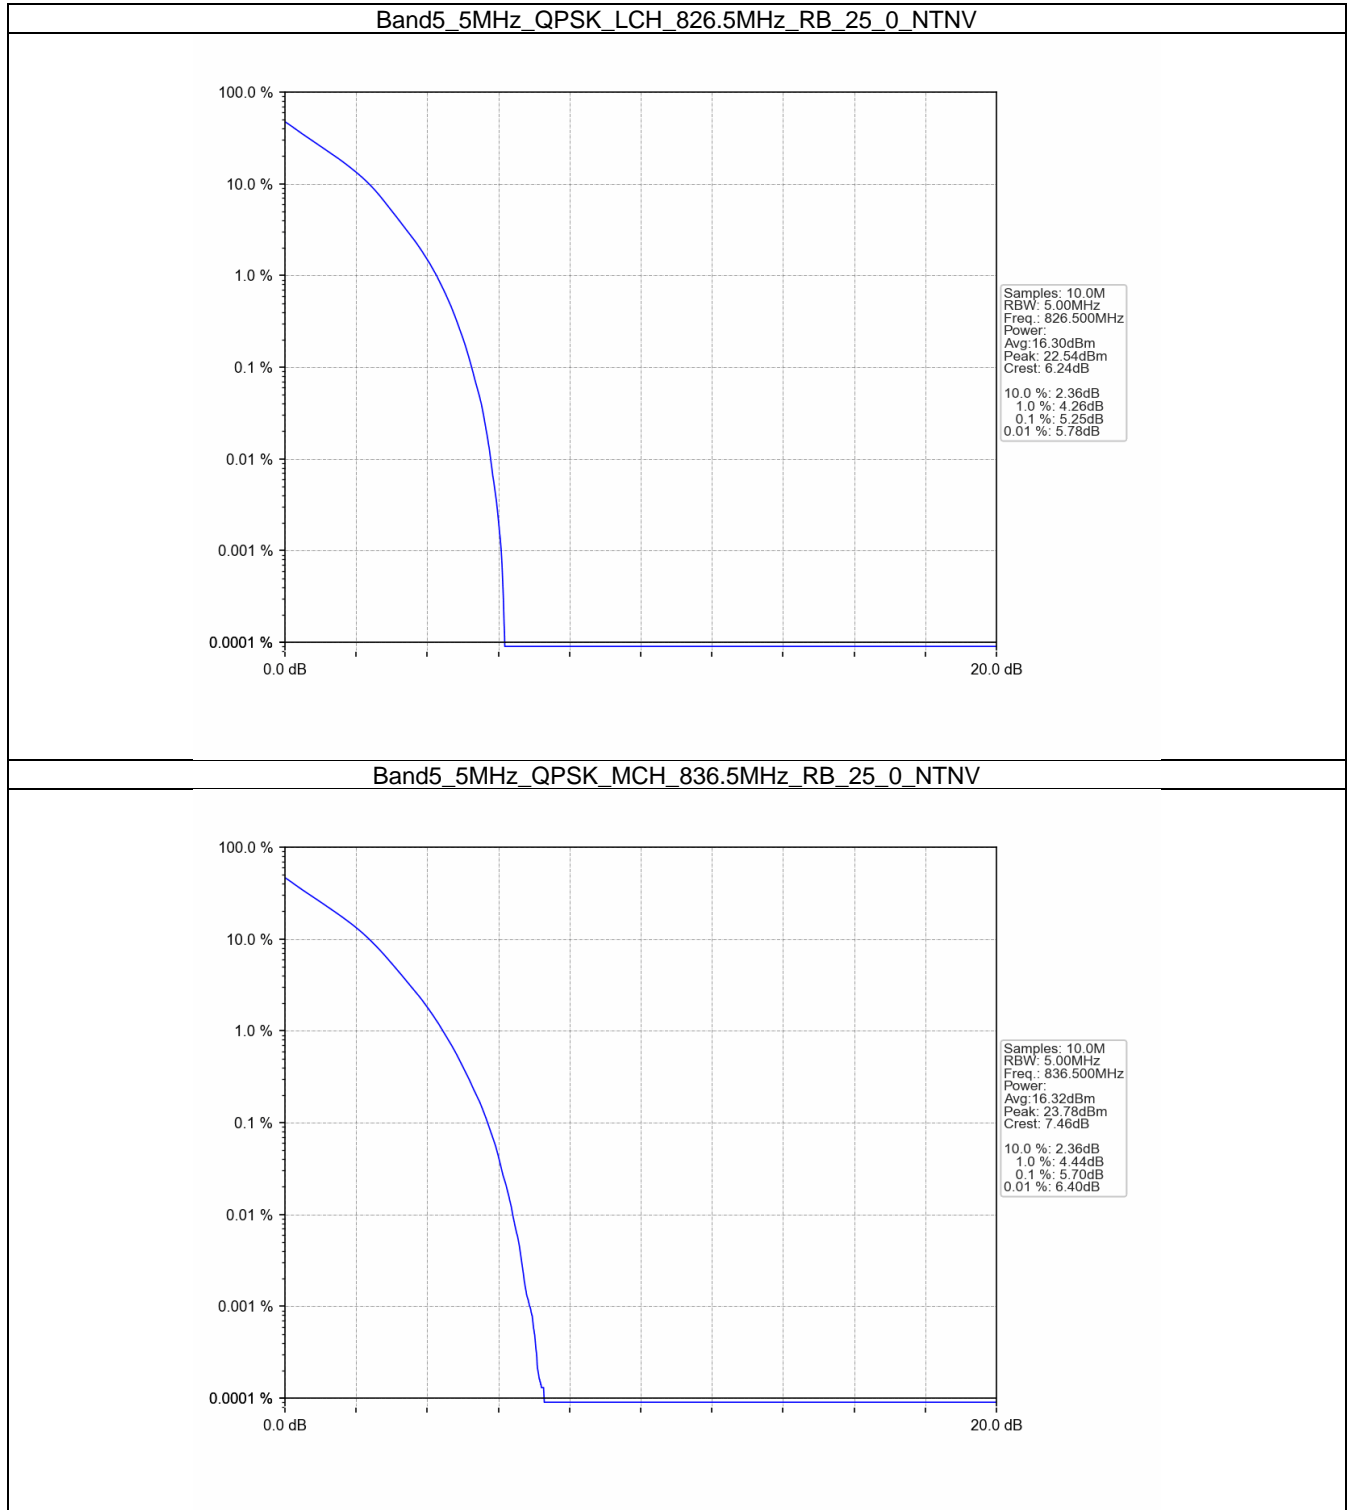 Band5_5MHz_QPSK_LCH_826.5MHz_RB_25_0_NTNV
100.0 %
10.0 %
1.0 %
0.1 %
0.01 %
0.001 %
0.0001 %
0.0 dB
20.0 dB
Samples: 10.0M
RBW: 5.00MHz
Freq.: 826.500MHz
Power:
Avg:16.30dBm
Peak: 22.54dBm
Crest: 6.24dB
10.0 %: 2.36dB
1.0 %: 4.26dB
0.1 %: 5.25dB
0.01 %: 5.78dB
Band5_5MHz_QPSK_MCH_836.5MHz_RB_25_0_NTNV
100.0 %
10.0 %
1.0 %
0.1 %
0.01 %
0.001 %
0.0001 %
0.0 dB
20.0 dB
Samples: 10.0M
RBW: 5.00MHz
Freq.: 836.500MHz
Power:
Avg:16.32dBm
Peak: 23.78dBm
Crest: 7.46dB
10.0 %: 2.36dB
1.0 %: 4.44dB
0.1 %: 5.70dB
0.01 %: 6.40dB